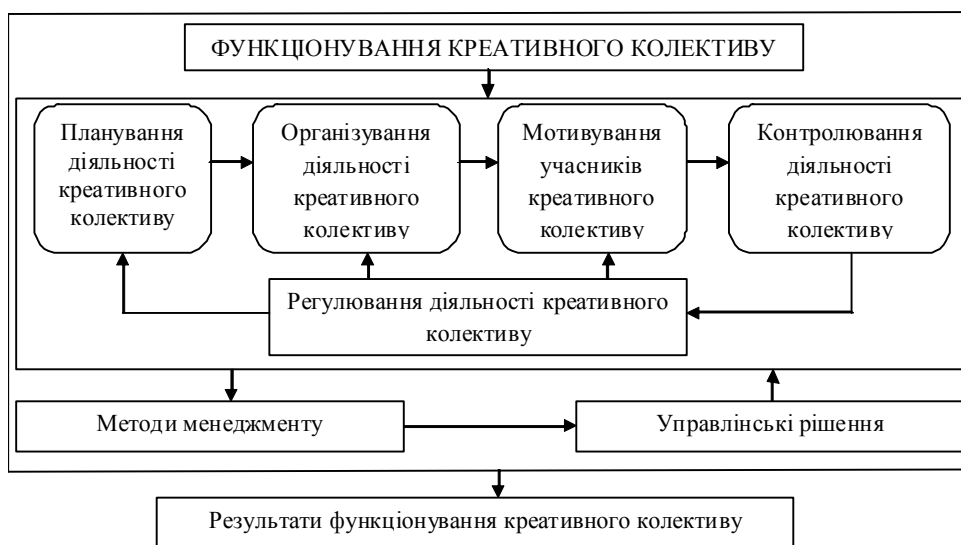 ФУНКЦІОНУВАННЯ КРЕАТИВНОГО КОЛЕКТИВУ
Планування
діяльності
креативного
колективу
Організування
діяльності
креативного
колективу
Мотивування
учасників
креативного
колективу
Контролювання
діяльності
креативного
колективу
Регулювання діяльності креативного
колективу
Методи менеджменту
Управлінські рішення
Результати функціонування креативного колективу